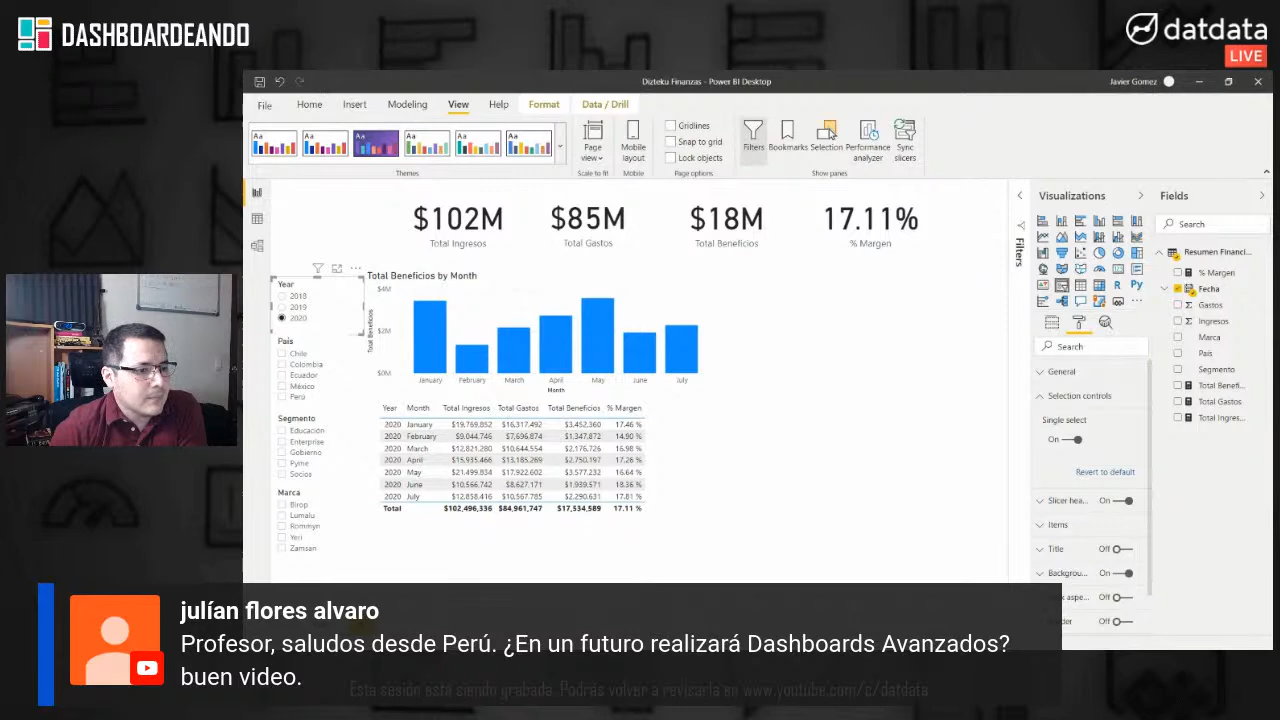 DASHBOARDEANDO
datdata
LIVE
Dizteku Finanzas - Power BI Desktop
Javier Gomez
File Home Insert Modeling View Help Format Data / Drill
Aa Aa Aa Aa Aa Aa
Page view
Mobile layout
Gridlines
Snap to grid
Lock objects
Filters
Bookmarks
Selection
Performance analyzer
Sync slicers
Themes
Scale to fit
Mobile
Page options
Show panes
$102M
Total Ingresos
$85M
Total Gastos
$18M
Total Beneficios
17.11%
% Margen
Year
2018
2019
2020
País
Chile
Colombia
Ecuador
México
Perú
Segmento
Educación
Enterprise
Gobierno
Pyme
Socios
Marca
Birop
Lumalu
Rommyn
Yeri
Zamsan
Total Beneficios by Month
Total Beneficios
$4M
$2M
$0M
January February March April May June July
Month
Year Month Total Ingresos Total Gastos Total Beneficios % Margen
2020 January $19,769,852 $16,317,492 $3,452,360 17.46 %
2020 February $9,044,746 $7,696,874 $1,347,872 14.90 %
2020 March $12,821,280 $10,644,554 $2,176,726 16.98 %
2020 April $15,935,466 $13,185,269 $2,750,197 17.26 %
2020 May $21,499,834 $17,922,602 $3,577,232 16.64 %
2020 June $10,566,742 $8,627,171 $1,939,571 18.36 %
2020 July $12,858,416 $10,567,785 $2,290,631 17.81 %
Total $102,496,336 $84,961,747 $17,534,589 17.11 %
Filters
Visualizations
R Py
Search
General
Selection controls
Single select
On
Revert to default
Slicer hea... On
Items
Title Off
Backgrou... On
aspe... Off
Off
Fields
Search
Resumen Financi...
% Margen
Fecha
Gastos
Ingresos
Marca
País
Segmento
Total Benefi...
Total Gastos
Total Ingres...
julían flores alvaro
Profesor, saludos desde Perú. ¿En un futuro realizará Dashboards Avanzados?
buen video.
Esta sesión está siendo grabada. Podrás volver a revisarla en www.youtube.com/c/datdata